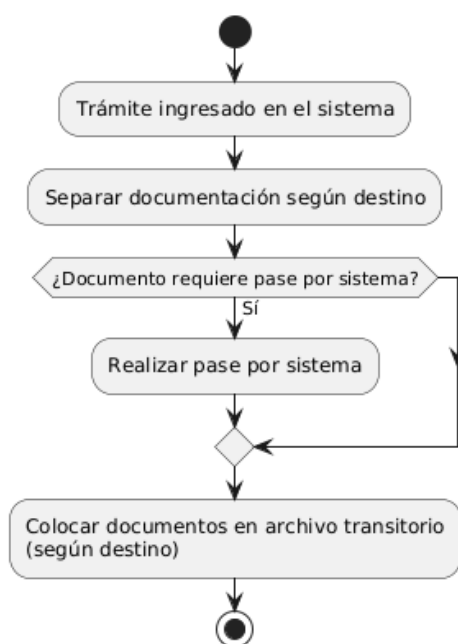 Trámite ingresado en el sistema
Separar documentación según destino
¿Documento requiere pase por sistema?
Sí
Realizar pase por sistema
Colocar documentos en archivo transitorio
(según destino)